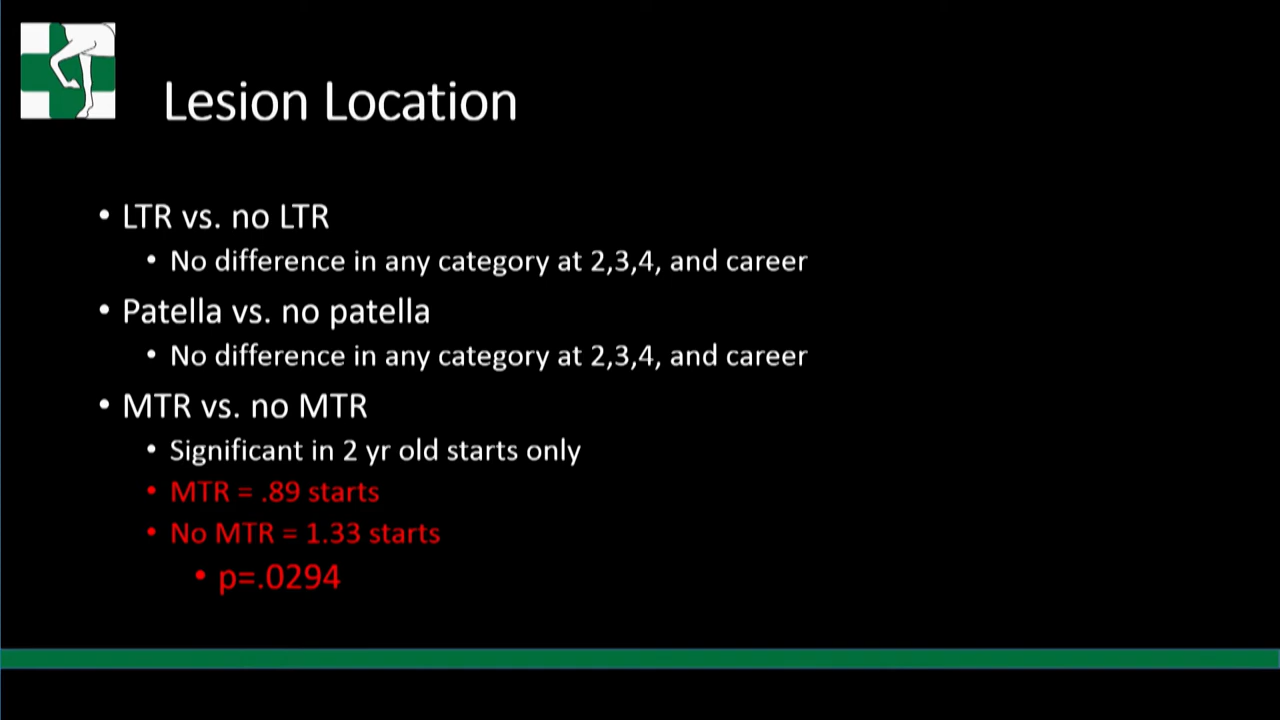 Lesion Location
• LTR vs. no LTR
• No difference in any category at 2,3,4, and career
• Patella vs. no patella
• No difference in any category at 2,3,4, and career
• MTR vs. no MTR
• Significant in 2 yr old starts only
• MTR = .89 starts
• No MTR = 1.33 starts
• p=.0294